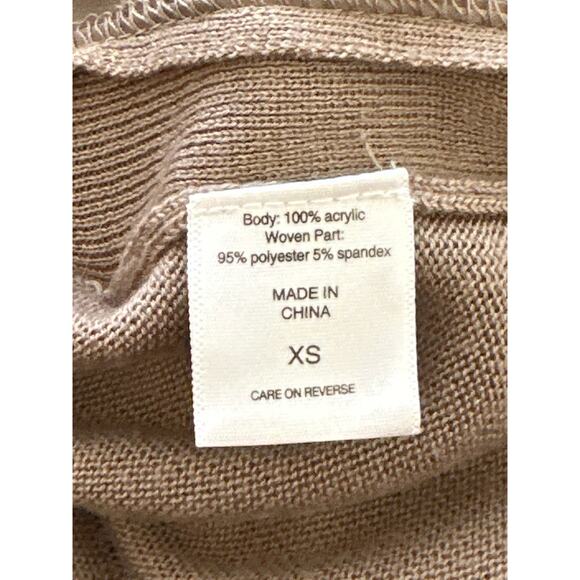 Body: 100% acrylic
Woven Part:
95% polyester 5% spandex
MADE IN
CHINA
XS
CARE ON REVERSE